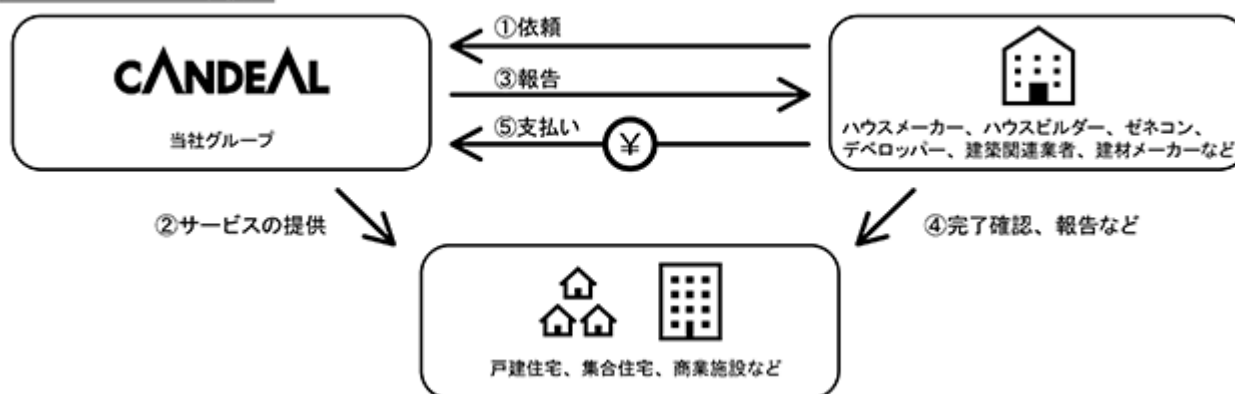 ①依頼
CANDEAL
③報告
当社グループ
⑤支払い
¥
ハウスメーカー、ハウスビルダー、ゼネコン、
デベロッパー、建築関連業者、建材メーカーなど
②サービスの提供
④完了確認、報告など
戸建住宅、集合住宅、商業施設など